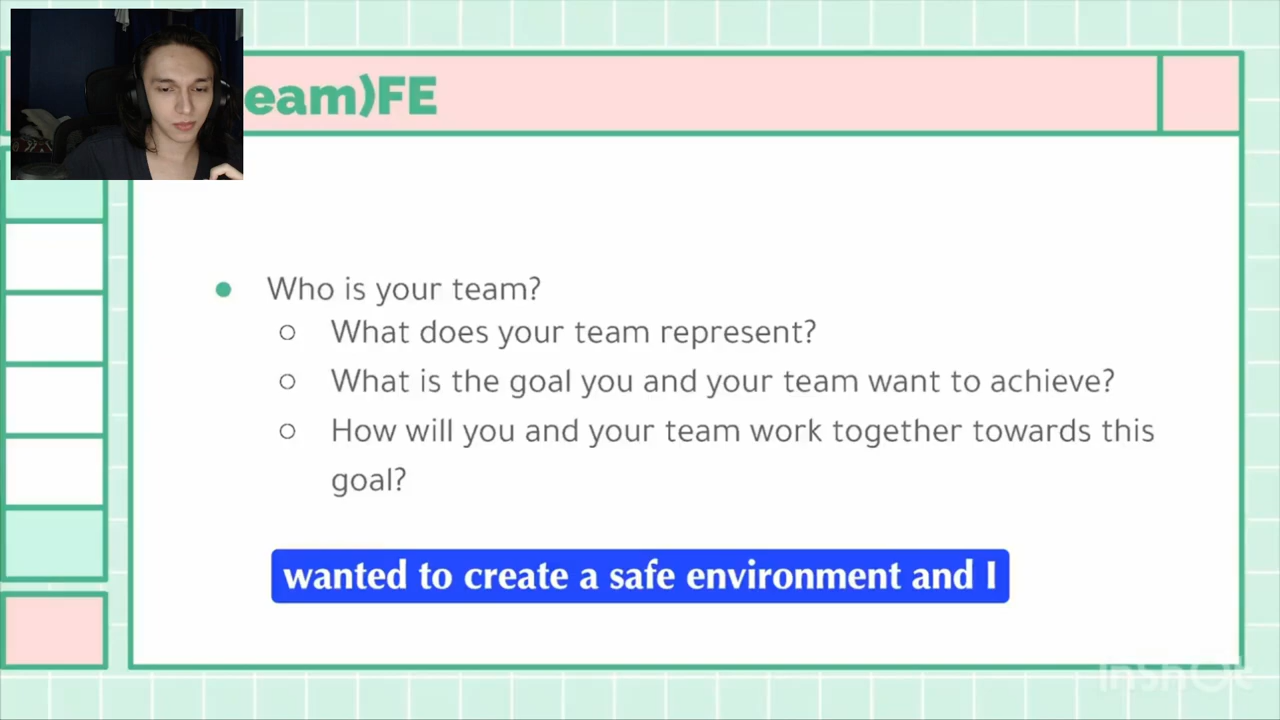 eam)FE
Who is your team?
What does your team represent?
What is the goal you and your team want to achieve?
How will you and your team work together towards this
goal?
wanted to create a safe environment and I
InShOt